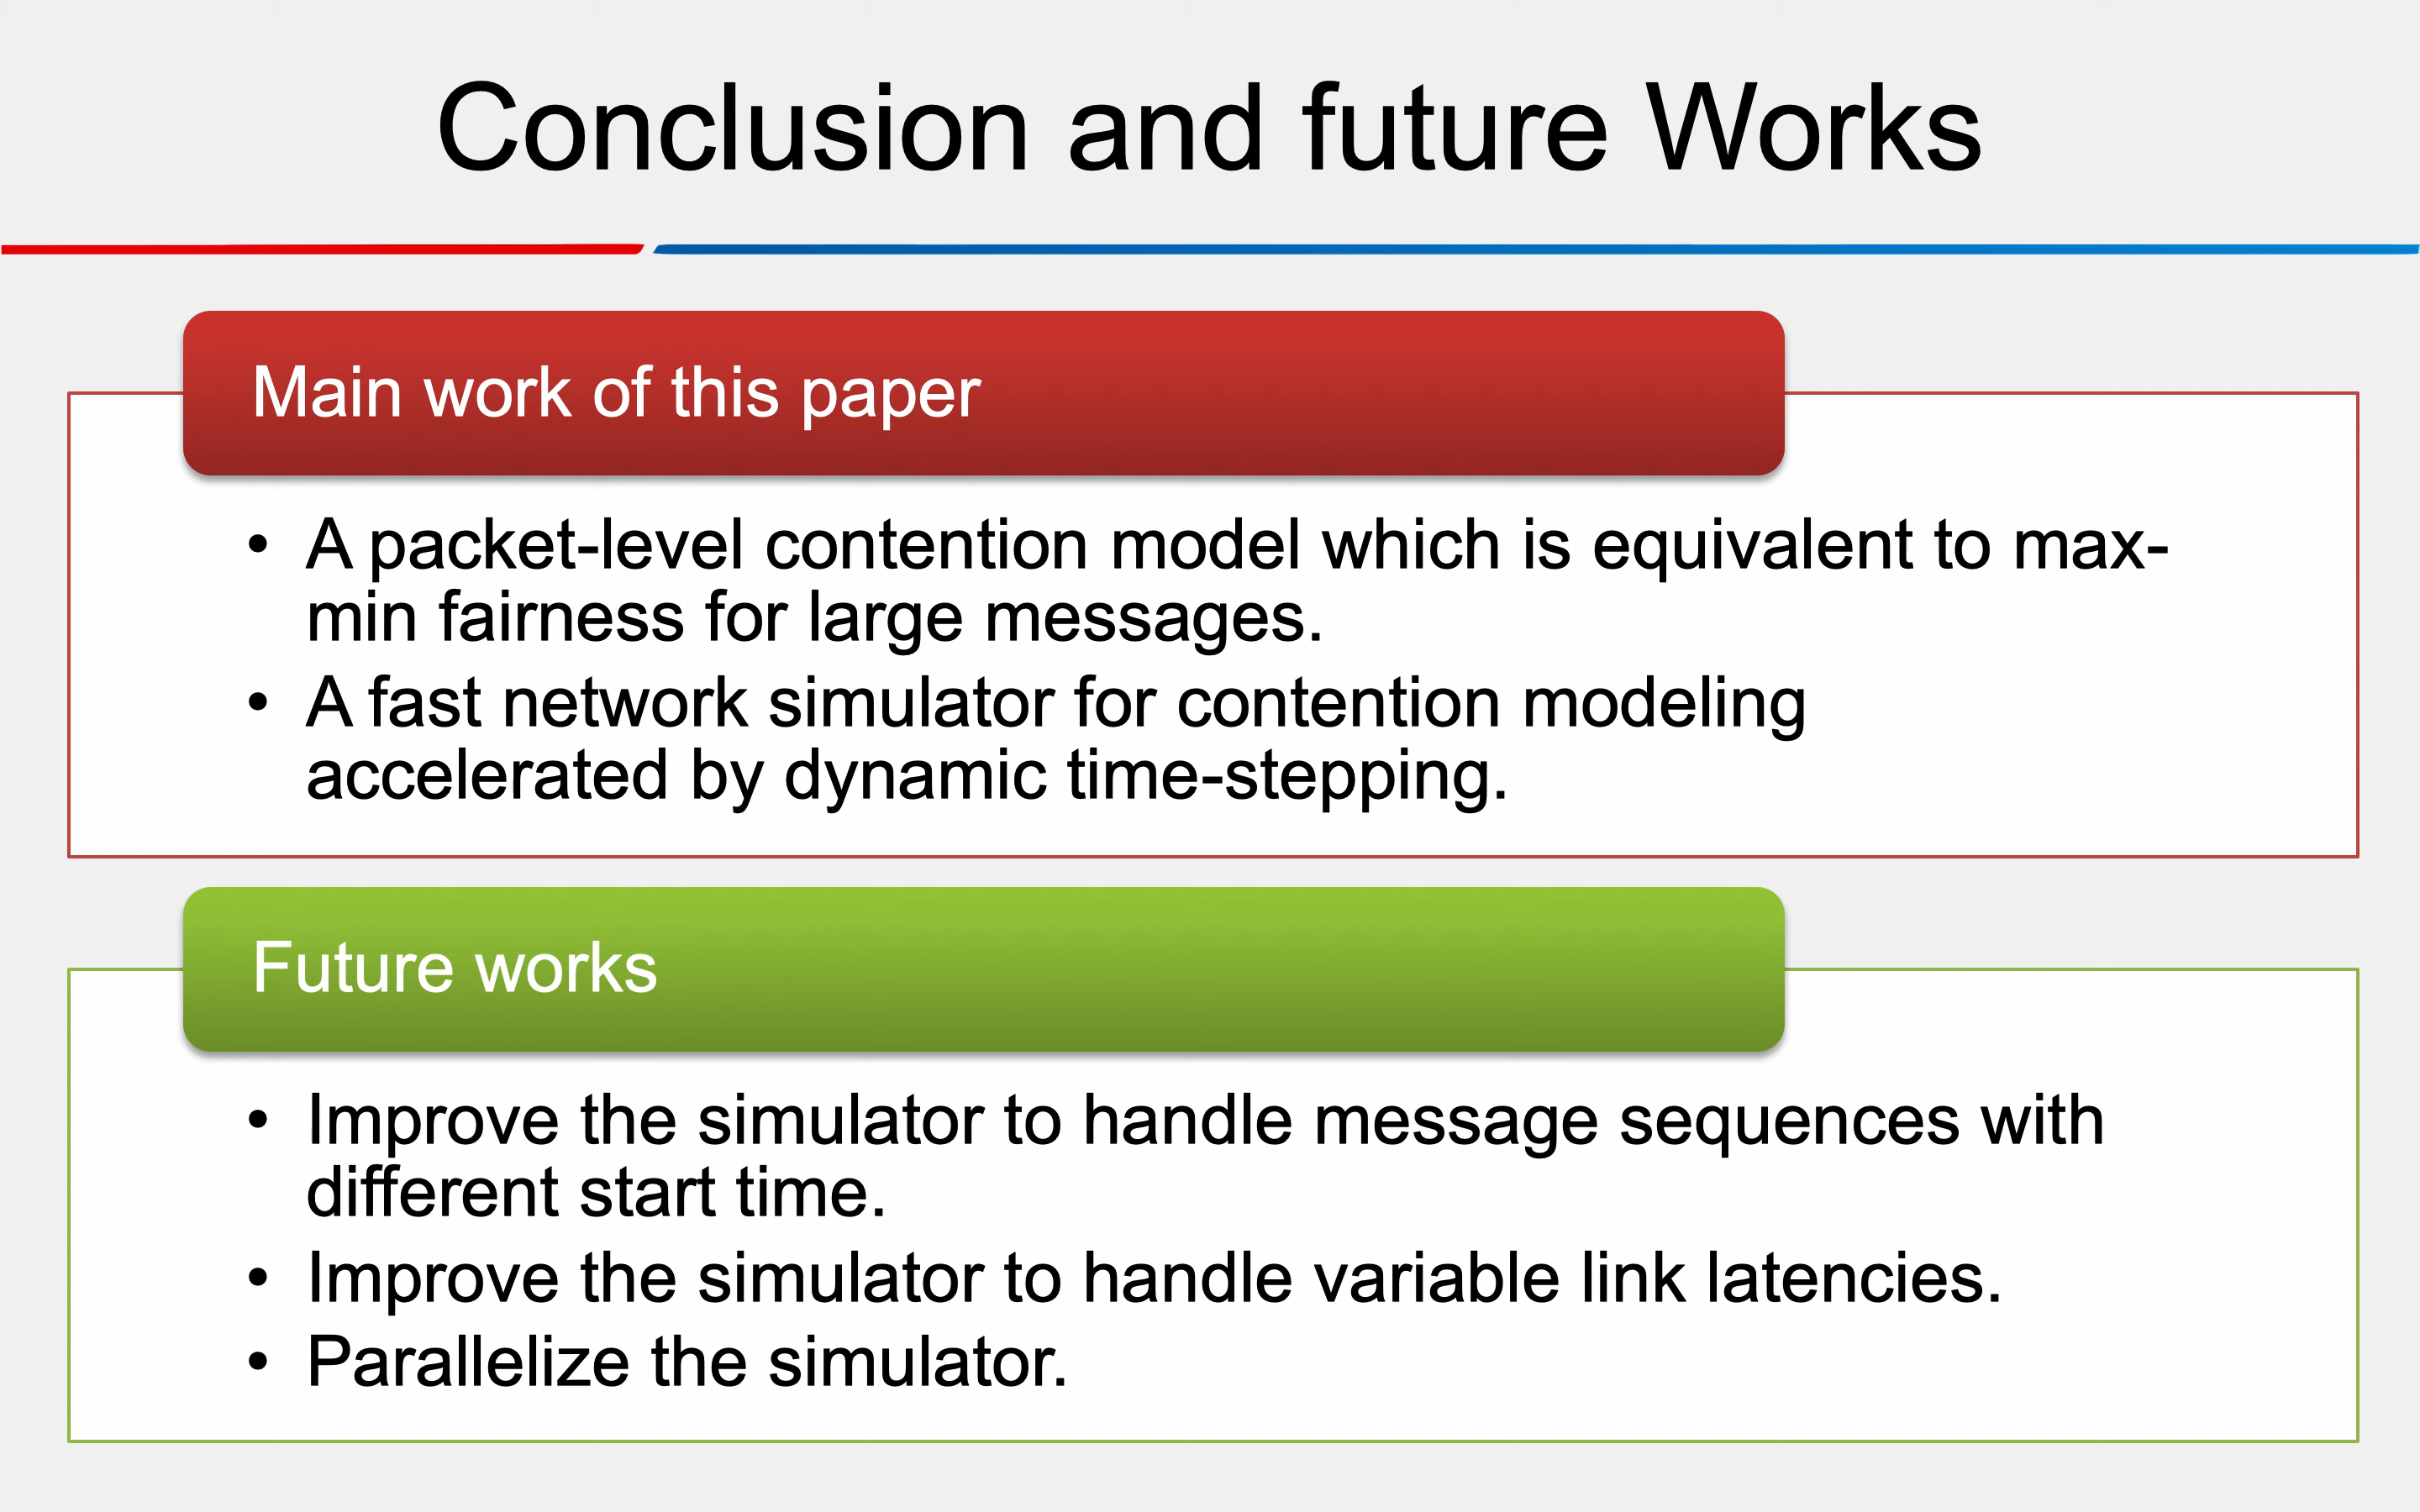 Conclusion and future Works
Main work of this paper
• A packet-level contention model which is equivalent to max-
min fairness for large messages.
• A fast network simulator for contention modeling
accelerated by dynamic time-stepping.
Future works
• Improve the simulator to handle message sequences with
different start time.
• Improve the simulator to handle variable link latencies.
• Parallelize the simulator.